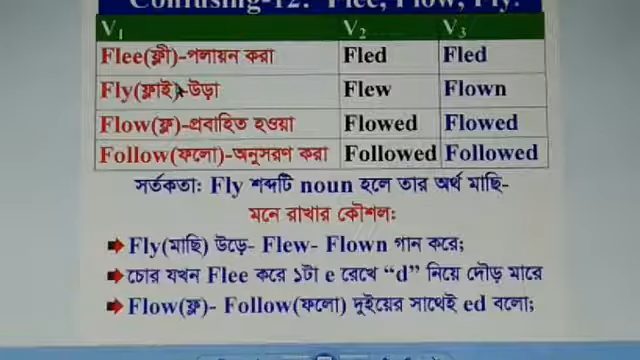 Confusing-12: Flee, Flow, Fly:
V1 V2 V3
Flee(ফ্লী)-পলায়ন করা Fled Fled
Fly(ফ্লাই)-উড়া Flew Flown
Flow(ফ্ল)-প্রবাহিত হওয়া Flowed Flowed
Follow(ফলো)-অনুসরণ করা Followed Followed
সর্তকতা: Fly শব্দটি noun হলে তার অর্থ মাছি-
মনে রাখার কৌশল:
Fly(মাছি) উড়ে- Flew- Flown গান করে;
চোর যখন Flee করে ১টা e রেখে “d” নিয়ে দৌড় মারে
Flow(ফ্ল)- Follow(ফলো) দুইয়ের সাথেই ed বলো;